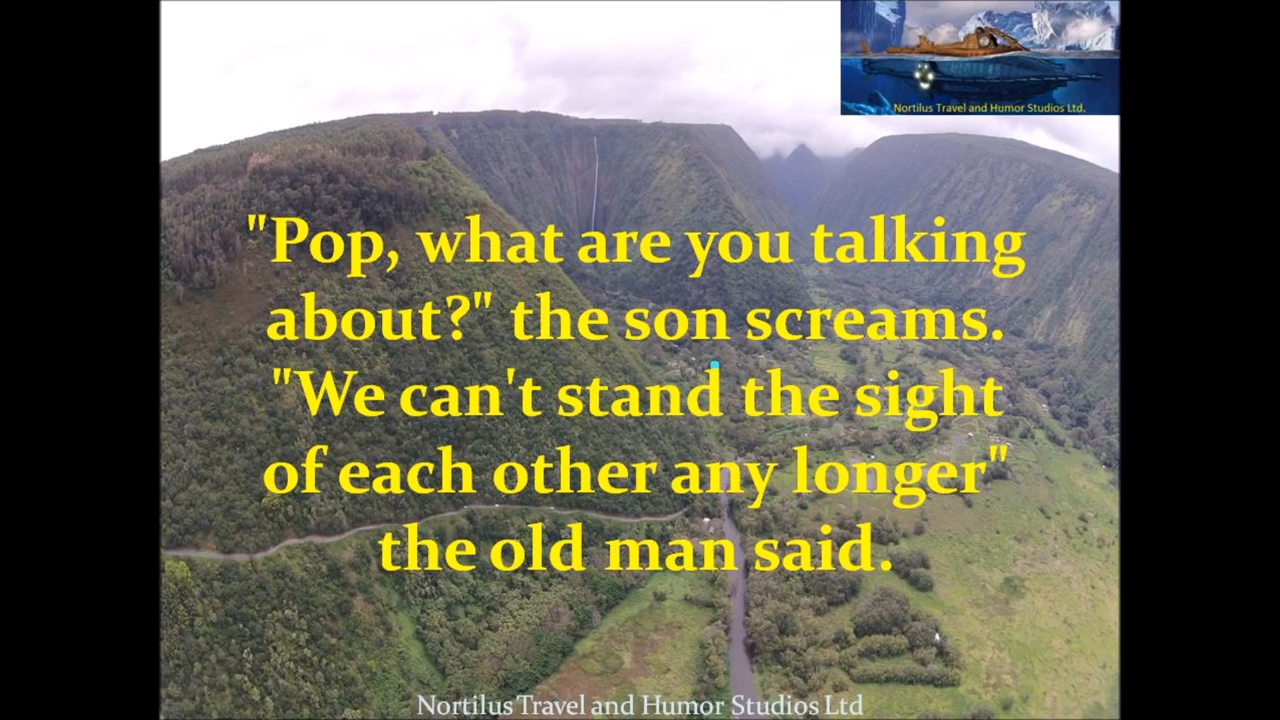 Nortilus Travel and Humor Studios Ltd.
"Pop, what are you talking
about?" the son screams.
"We can't stand the sight
of each other any longer"
the old man said.
Nortilus Travel and Humor Studios Ltd